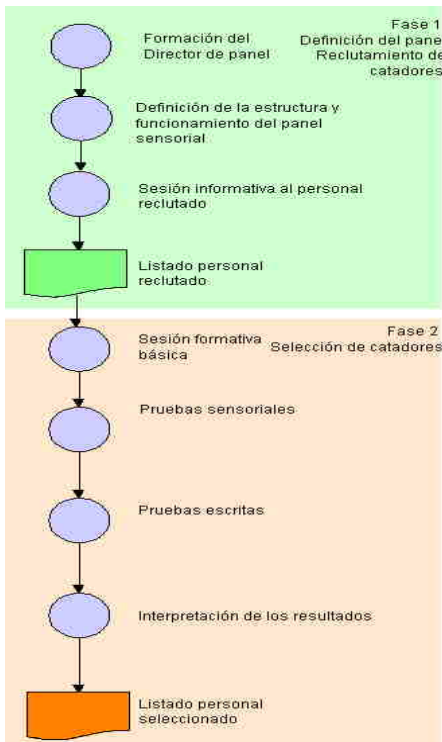 Fase 1
Definición del panel
Reclutamiento de
catadores
Formación del
Director de panel
Definición de la estructura y
funcionamiento del panel
sensorial
Sesión informativa al personal
reclutado
Listado personal
reclutado
Fase 2
Selección de catadores
Sesión formativa
básica
Pruebas sensoriales
Pruebas escritas
Interpretación de los resultados
Listado personal
seleccionado